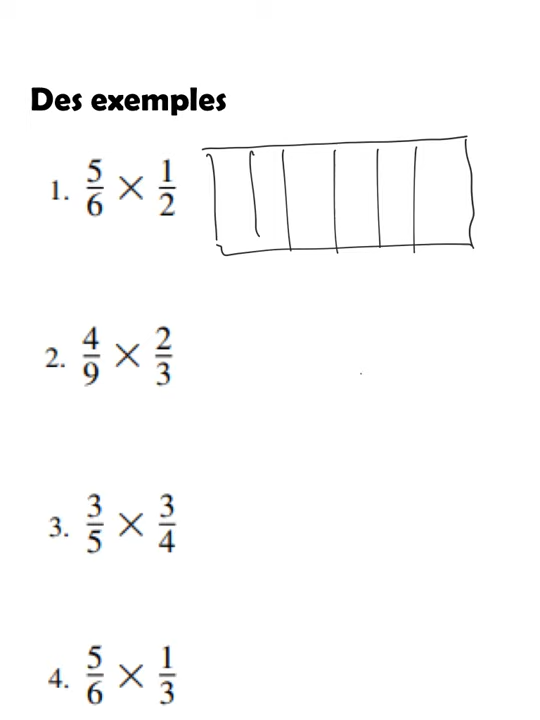 Des exemples
1. 5/6 × 1/2
2. 4/9 × 2/3
3. 3/5 × 3/4
4. 5/6 × 1/3